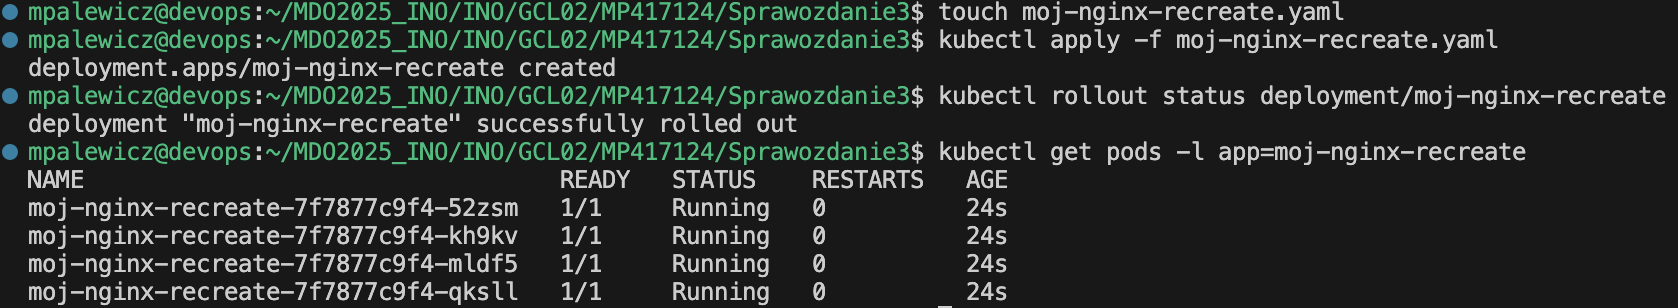 mpalewicz@devops:~/MDO2025_INO/INO/GCL02/MP417124/Sprawozdanie3$ touch moj-nginx-recreate.yaml
mpalewicz@devops:~/MDO2025_INO/INO/GCL02/MP417124/Sprawozdanie3$ kubectl apply -f moj-nginx-recreate.yaml
deployment.apps/moj-nginx-recreate created
mpalewicz@devops:~/MDO2025_INO/INO/GCL02/MP417124/Sprawozdanie3$ kubectl rollout status deployment/moj-nginx-recreate
deployment "moj-nginx-recreate" successfully rolled out
mpalewicz@devops:~/MDO2025_INO/INO/GCL02/MP417124/Sprawozdanie3$ kubectl get pods -l app=moj-nginx-recreate
NAME                                  READY   STATUS    RESTARTS   AGE
moj-nginx-recreate-7f7877c9f4-52zsm   1/1     Running   0          24s
moj-nginx-recreate-7f7877c9f4-kh9kv   1/1     Running   0          24s
moj-nginx-recreate-7f7877c9f4-mldf5   1/1     Running   0          24s
moj-nginx-recreate-7f7877c9f4-qksll   1/1     Running   0          24s